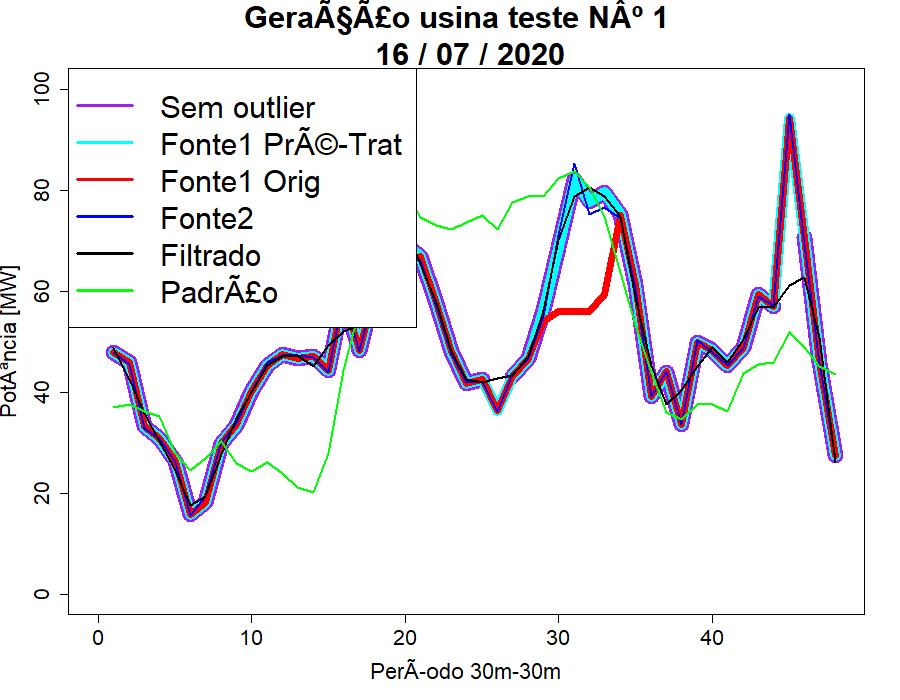 GeraÃ§Ã£o usina teste NÂº 1
16 / 07 / 2020
Sem outlier
Fonte1 PrÃ©-Trat
Fonte1 Orig
Fonte2
Filtrado
PadrÃ£o
PotÃªncia [MW]
100
80
60
40
20
0
0 10 20 30 40
PerÃ-odo 30m-30m